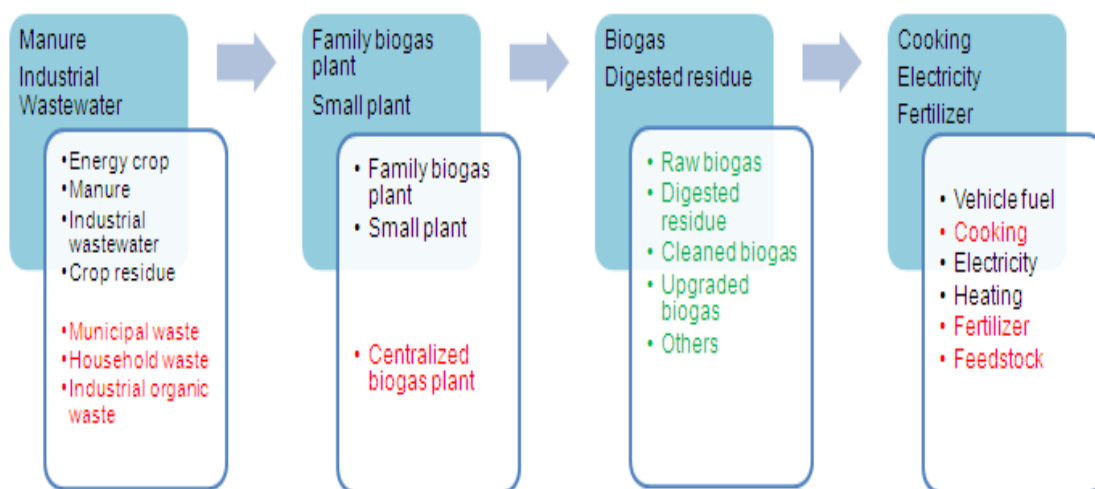 Manure
Industrial
Wastewater
•Energy crop
•Manure
•Industrial
wastewater
•Crop residue
•Municipal waste
•Household waste
•Industrial organic
waste
Family biogas
plant
Small plant
• Family biogas
plant
• Small plant
• Centralized
biogas plant
Biogas
Digested residue
• Raw biogas
• Digested
residue
• Cleaned biogas
• Upgraded
biogas
• Others
Cooking
Electricity
Fertilizer
• Vehicle fuel
• Cooking
• Electricity
• Heating
• Fertilizer
• Feedstock